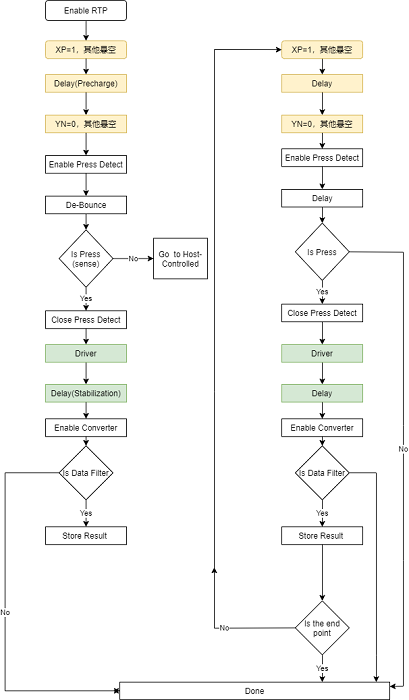 Enable RTP
XP=1，其他悬空
Delay(Precharge)
YN=0，其他悬空
Enable Press Detect
De-Bounce
Is Press
(sense)
No
Go to Host-
Controlled
Yes
Close Press Detect
Driver
Delay(Stabilization)
Enable Converter
Is Data Filter
Yes
Store Result
No
XP=1，其他悬空
Delay
YN=0，其他悬空
Enable Press Detect
Delay
Is Press
Yes
Close Press Detect
Driver
Delay
Enable Converter
No
Is Data Filter
Yes
Store Result
Is the end
point
No
Yes
Done